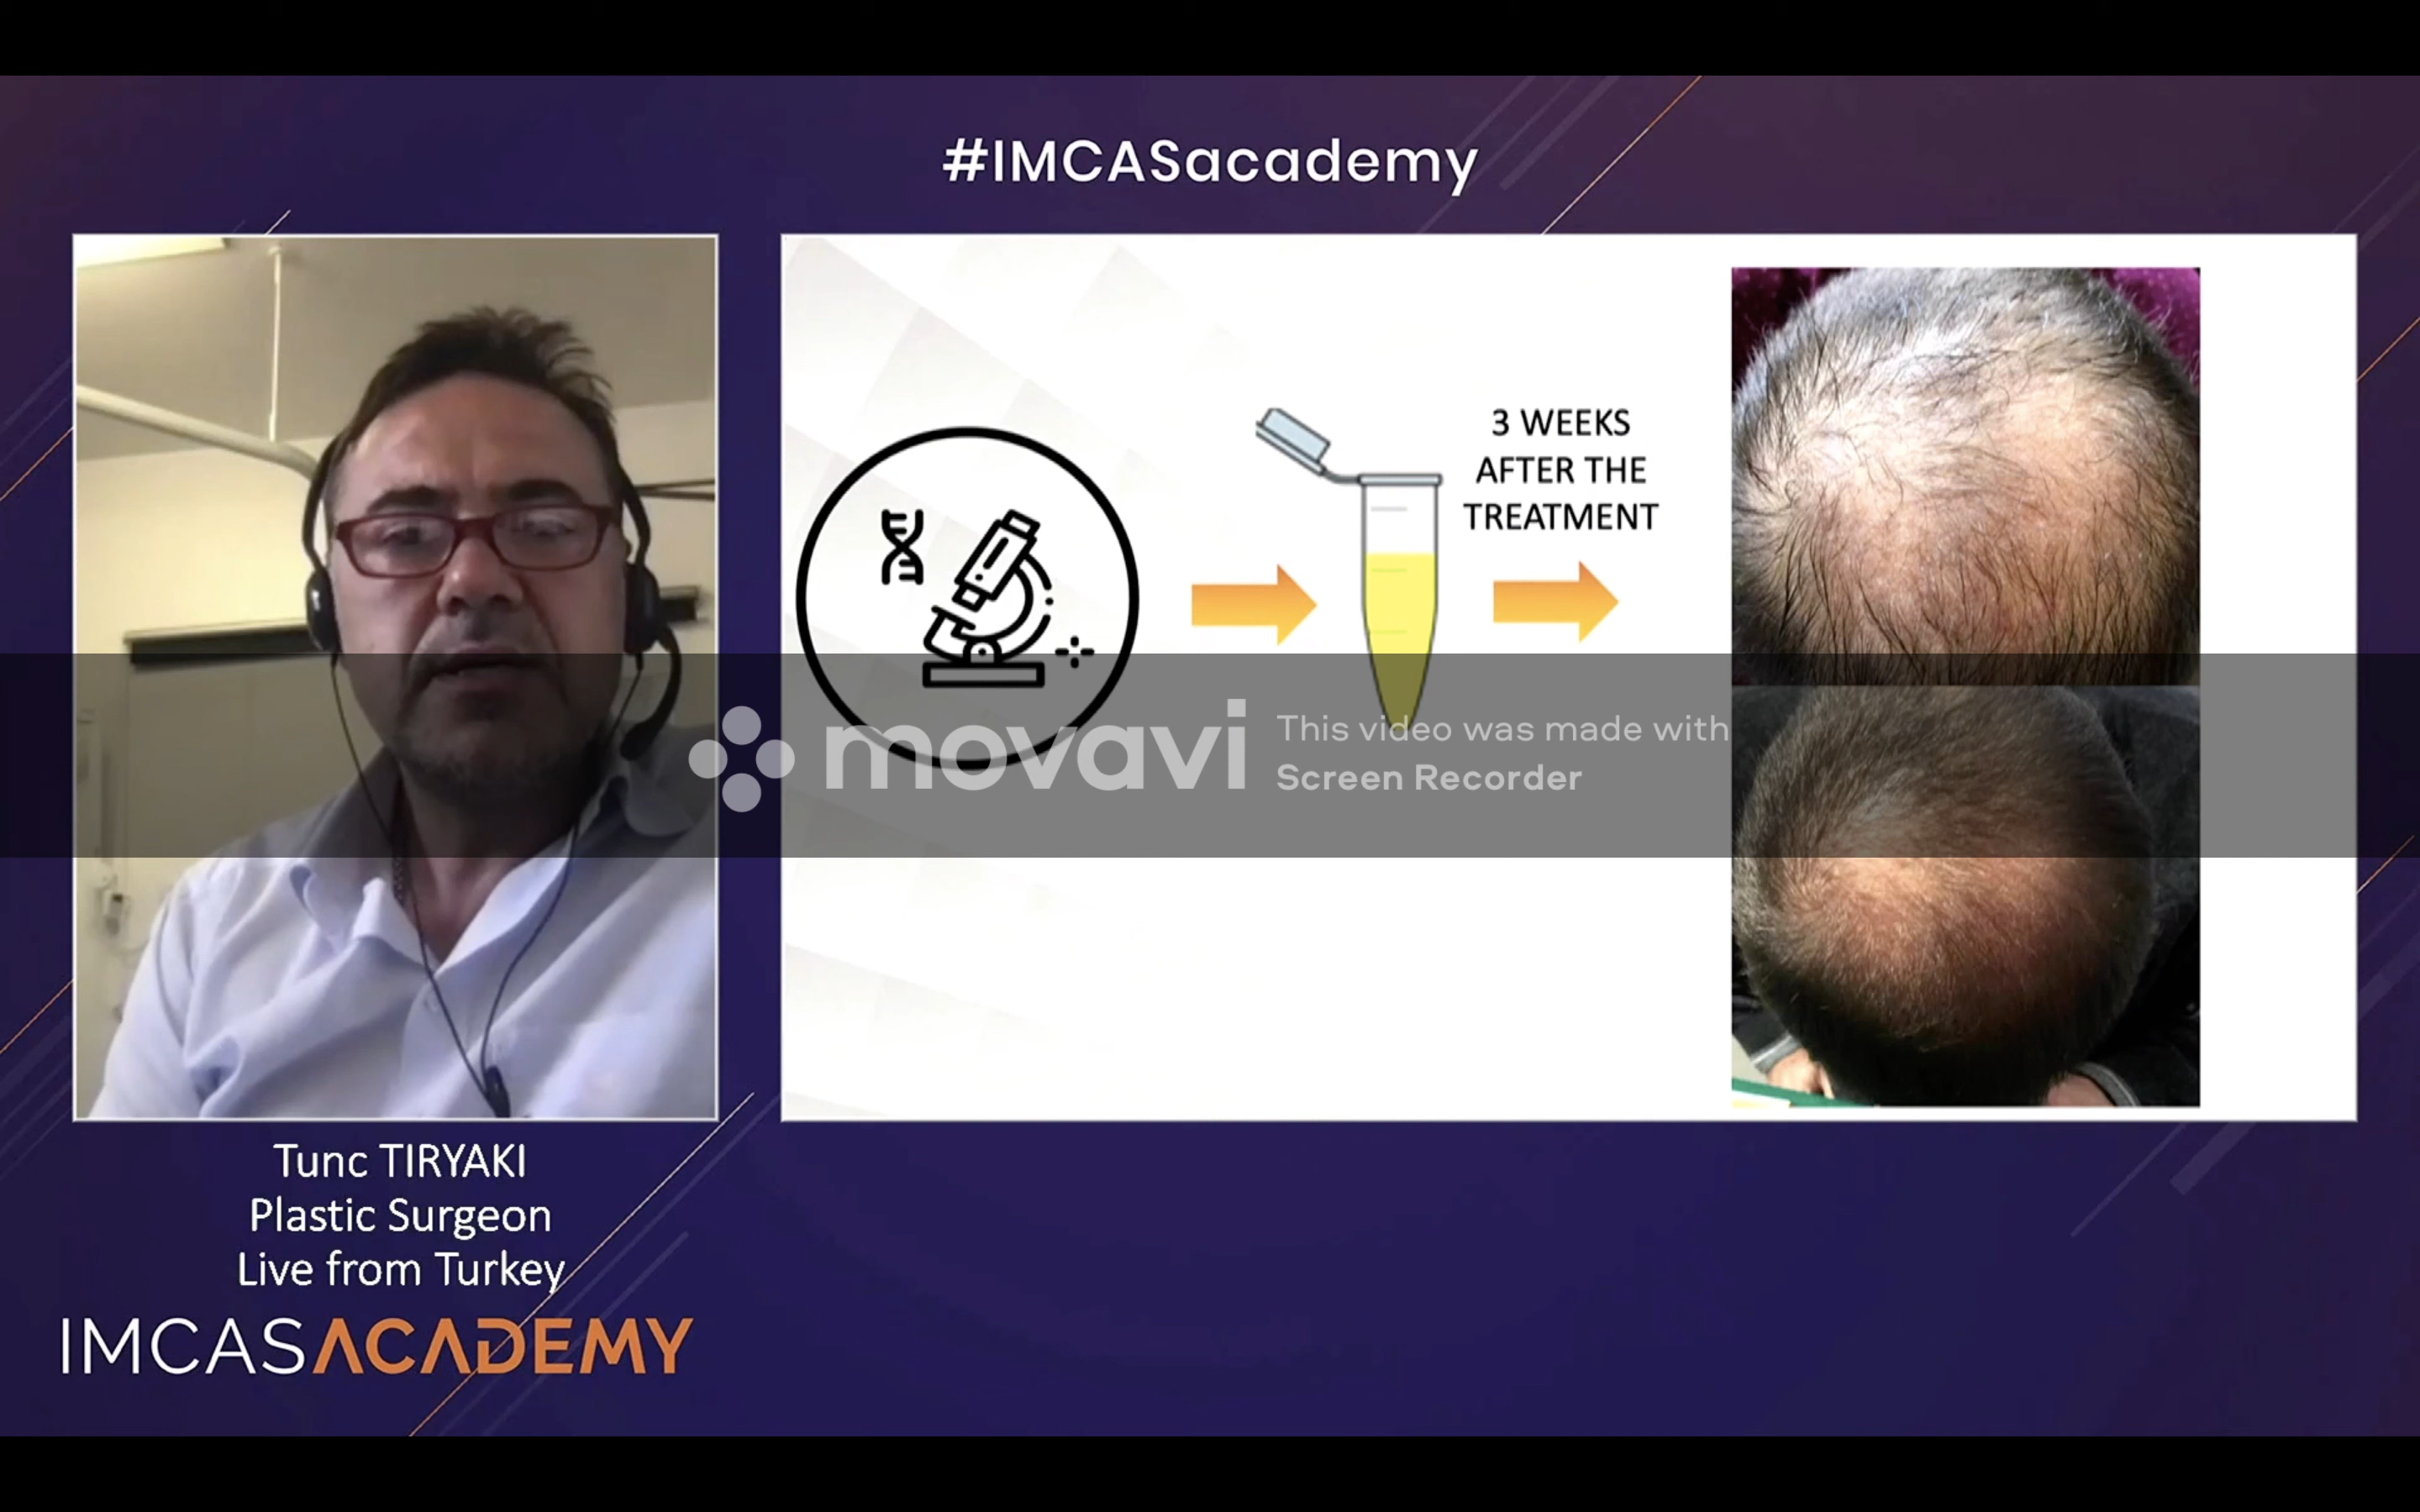 #IMCASacademy
3 WEEKS
AFTER THE
TREATMENT
movavi
This video was made with
Screen Recorder
Tunc TIRYAKI
Plastic Surgeon
Live from Turkey
IMCASACADEMY